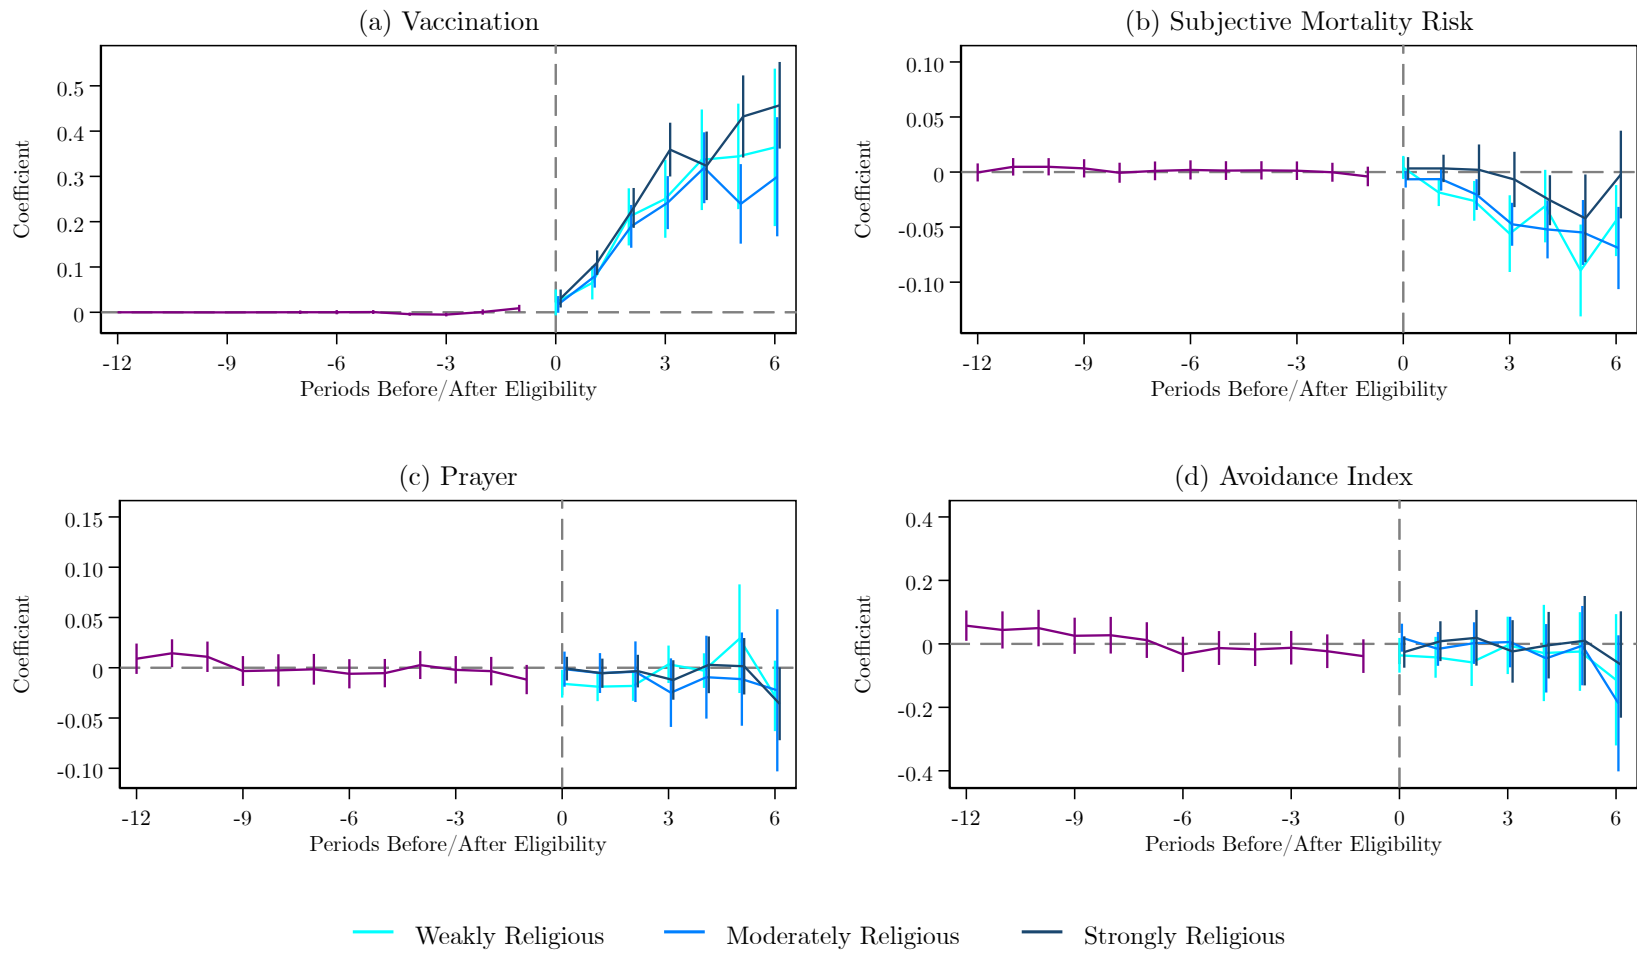 (a) Vaccination
(b) Subjective Mortality Risk
Coefficient
0.5
0.4
0.3
0.2
0.1
0
-12 -9 -6 -3 0 3 6
Periods Before/After Eligibility
Coefficient
0.10
0.05
0
-0.05
-0.10
-12 -9 -6 -3 0 3 6
Periods Before/After Eligibility
(c) Prayer
(d) Avoidance Index
Coefficient
0.15
0.10
0.05
0
-0.05
-0.10
-12 -9 -6 -3 0 3 6
Periods Before/After Eligibility
Coefficient
0.4
0.2
0
-0.2
-0.4
-12 -9 -6 -3 0 3 6
Periods Before/After Eligibility
Weakly Religious Moderately Religious Strongly Religious